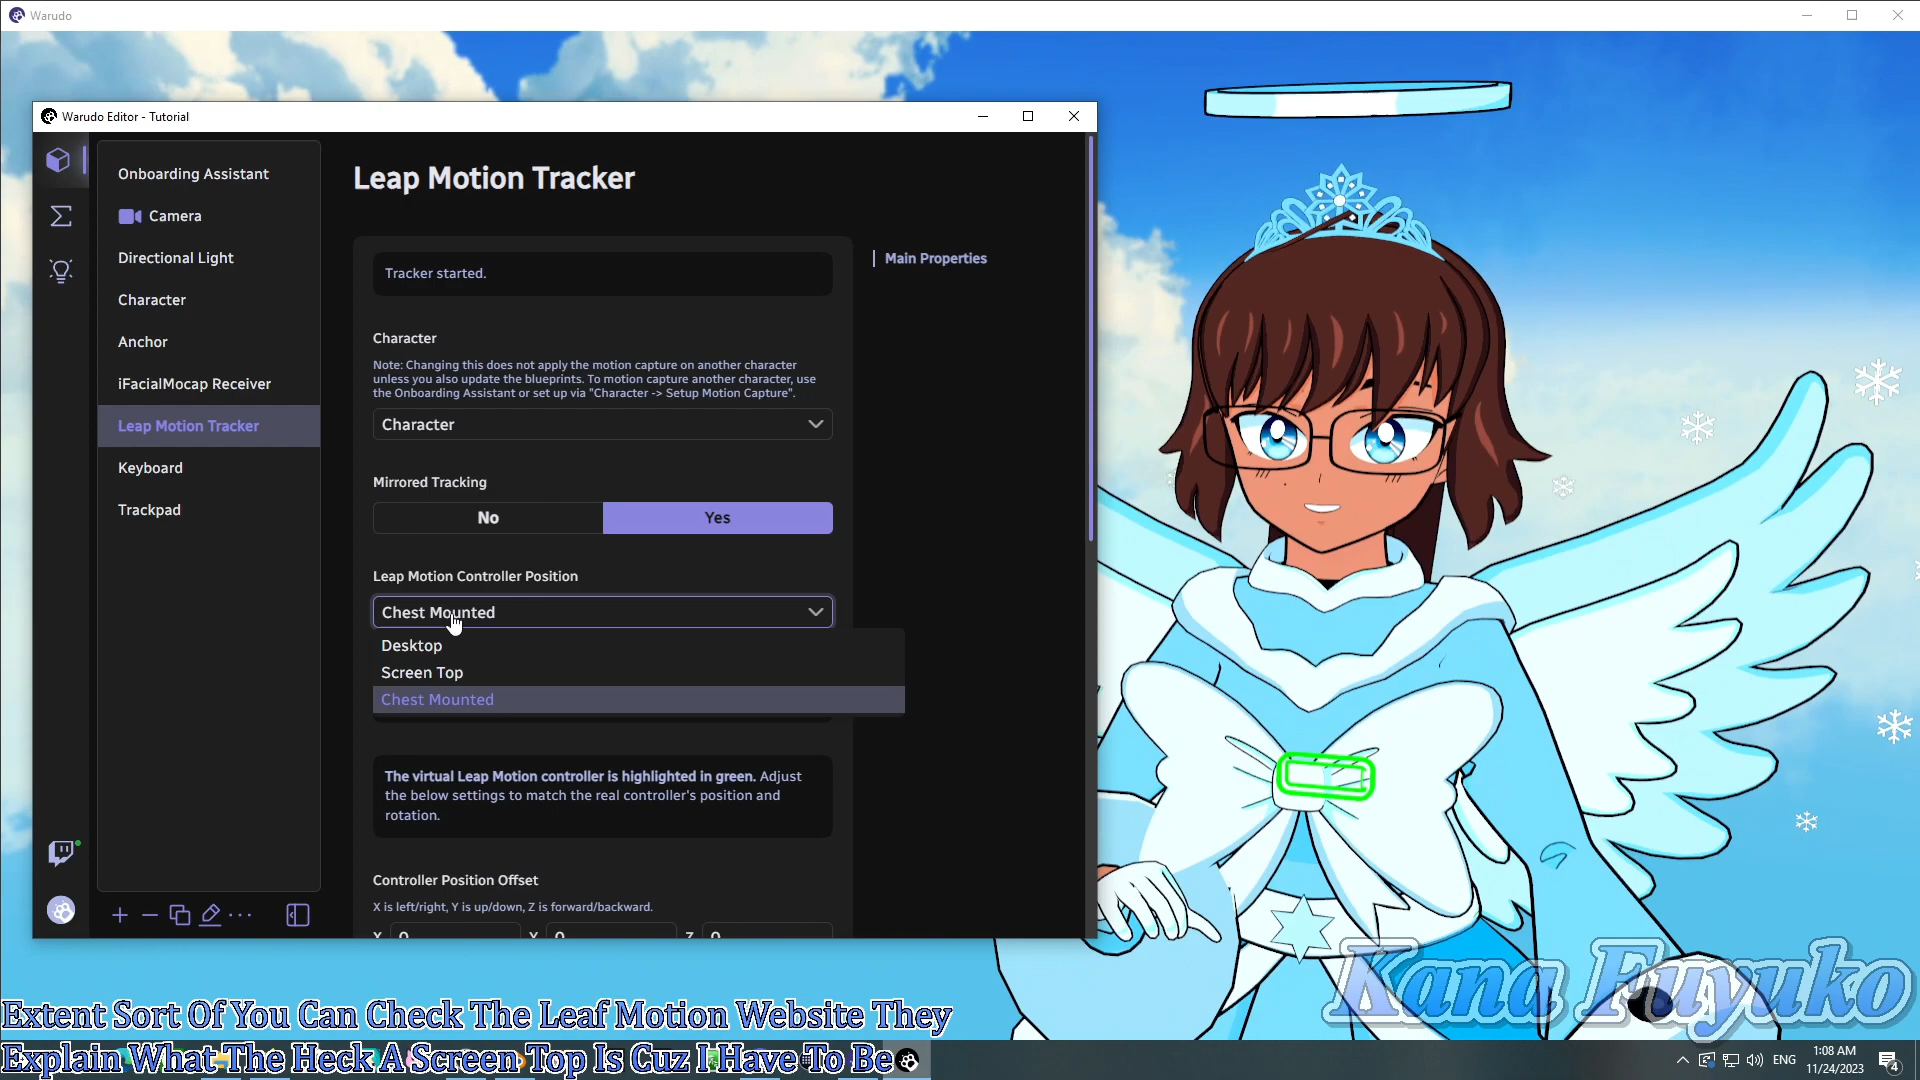 Warudo
Warudo Editor - Tutorial
Onboarding Assistant
Camera
Directional Light
Character
Anchor
iFacialMocap Receiver
Leap Motion Tracker
Keyboard
Trackpad
Leap Motion Tracker
Tracker started.
Main Properties
Character
Note: Changing this does not apply the motion capture on another character
unless you also update the blueprints. To motion capture another character, use
the Onboarding Assistant or set up via "Character -> Setup Motion Capture".
Character
Mirrored Tracking
No Yes
Leap Motion Controller Position
Chest Mounted
Desktop
Screen Top
Chest Mounted
The virtual Leap Motion controller is highlighted in green. Adjust
the below settings to match the real controller's position and
rotation.
Controller Position Offset
X is left/right, Y is up/down, Z is forward/backward.
X 0 Y 0 Z 0
Kana Fuyuko
Extent Sort Of You Can Check The Leaf Motion Website They
Explain What The Heck A Screen Top Is Cuz I Have To Be
ENG
1:08 AM
11/24/2023
4